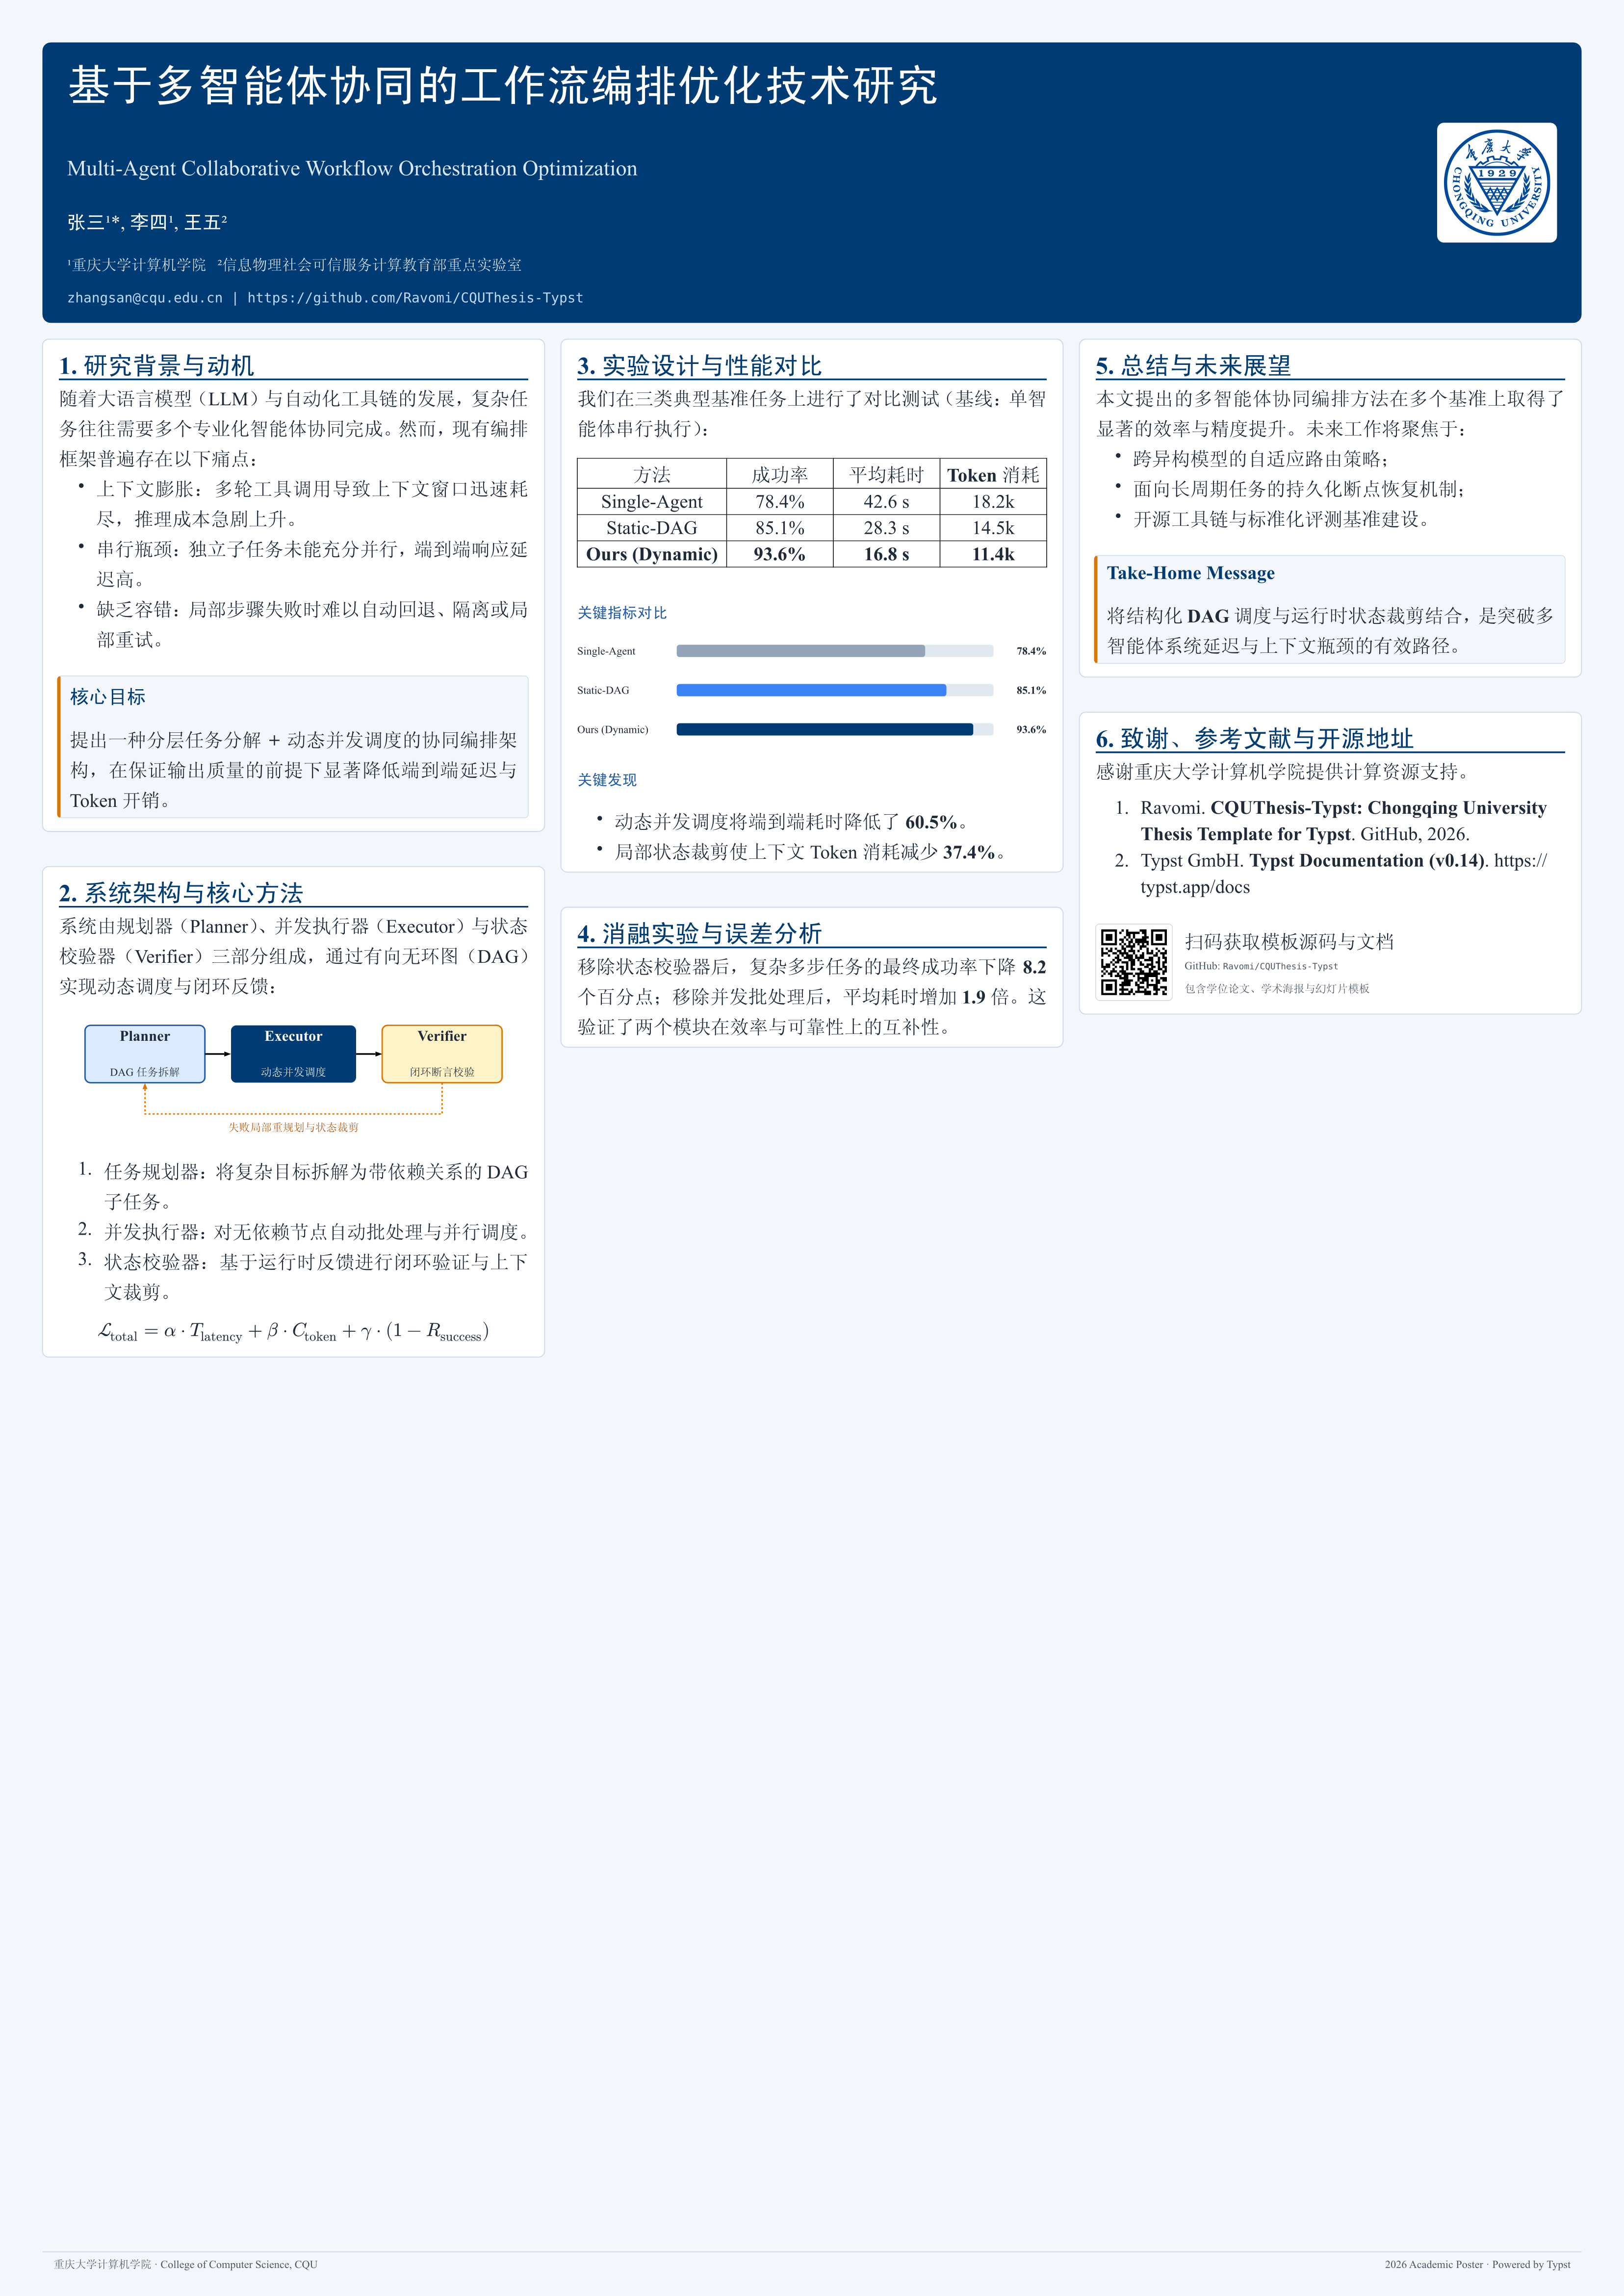 基于多智能体协同的工作流编排优化技术研究
Multi-Agent Collaborative Workflow Orchestration Optimization
张三¹*, 李四¹, 王五²
¹重庆大学计算机学院 ²信息物理社会可信服务计算教育部重点实验室
zhangsan@cqu.edu.cn | https://github.com/Ravomi/CQUThesis-Typst
重庆大学
1929
CHONGQING UNIVERSITY
1. 研究背景与动机
随着大语言模型（LLM）与自动化工具链的发展，复杂任
务往往需要多个专业化智能体协同完成。然而，现有编排
框架普遍存在以下痛点：
• 上下文膨胀：多轮工具调用导致上下文窗口迅速耗
尽，推理成本急剧上升。
• 串行瓶颈：独立子任务未能充分并行，端到端响应延
迟高。
• 缺乏容错：局部步骤失败时难以自动回退、隔离或局
部重试。
核心目标
提出一种分层任务分解 + 动态并发调度的协同编排架
构，在保证输出质量的前提下显著降低端到端延迟与
Token 开销。
2. 系统架构与核心方法
系统由规划器（Planner）、并发执行器（Executor）与状态
校验器（Verifier）三部分组成，通过有向无环图（DAG）
实现动态调度与闭环反馈：
Planner
DAG 任务拆解
Executor
动态并发调度
Verifier
闭环断言校验
失败局部重规划与状态裁剪
1. 任务规划器：将复杂目标拆解为带依赖关系的 DAG
子任务。
2. 并发执行器：对无依赖节点自动批处理与并行调度。
3. 状态校验器：基于运行时反馈进行闭环验证与上下
文裁剪。
ℒ_total = α · T_latency + β · C_token + γ · (1 − R_success)
3. 实验设计与性能对比
我们在三类典型基准任务上进行了对比测试（基线：单智
能体串行执行）：
方法 成功率 平均耗时 Token 消耗
Single-Agent 78.4% 42.6 s 18.2k
Static-DAG 85.1% 28.3 s 14.5k
Ours (Dynamic) 93.6% 16.8 s 11.4k
关键指标对比
Single-Agent 78.4%
Static-DAG 85.1%
Ours (Dynamic) 93.6%
关键发现
• 动态并发调度将端到端耗时降低了 60.5%。
• 局部状态裁剪使上下文 Token 消耗减少 37.4%。
4. 消融实验与误差分析
移除状态校验器后，复杂多步任务的最终成功率下降 8.2
个百分点；移除并发批处理后，平均耗时增加 1.9 倍。这
验证了两个模块在效率与可靠性上的互补性。
5. 总结与未来展望
本文提出的多智能体协同编排方法在多个基准上取得了
显著的效率与精度提升。未来工作将聚焦于：
• 跨异构模型的自适应路由策略；
• 面向长周期任务的持久化断点恢复机制；
• 开源工具链与标准化评测基准建设。
Take-Home Message
将结构化 DAG 调度与运行时状态裁剪结合，是突破多
智能体系统延迟与上下文瓶颈的有效路径。
6. 致谢、参考文献与开源地址
感谢重庆大学计算机学院提供计算资源支持。
1. Ravomi. CQUThesis-Typst: Chongqing University
Thesis Template for Typst. GitHub, 2026.
2. Typst GmbH. Typst Documentation (v0.14). https://
typst.app/docs
扫码获取模板源码与文档
GitHub: Ravomi/CQUThesis-Typst
包含学位论文、学术海报与幻灯片模板
重庆大学计算机学院 · College of Computer Science, CQU
2026 Academic Poster · Powered by Typst